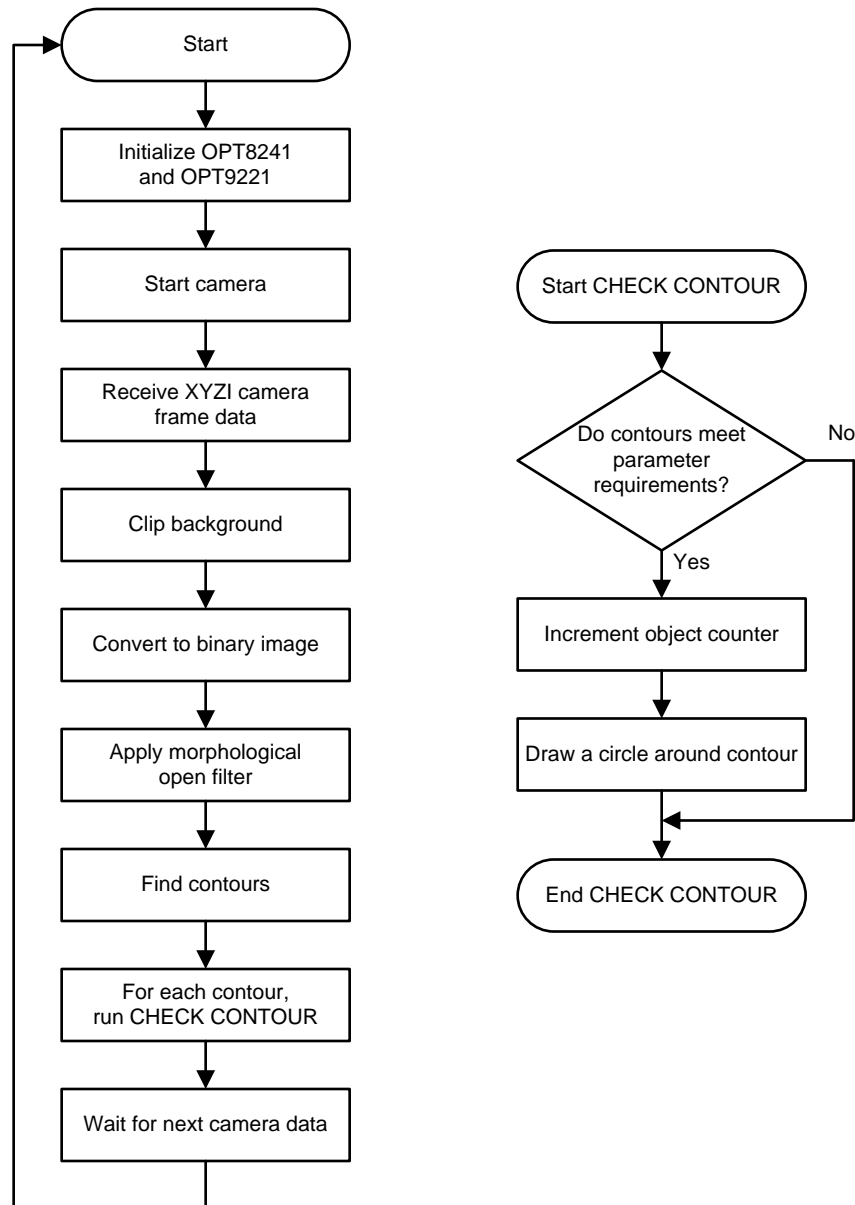 Start
Initialize OPT8241
and OPT9221
Start camera
Receive XYZI camera
frame data
Clip background
Convert to binary image
Apply morphological
open filter
Find contours
For each contour,
run CHECK CONTOUR
Wait for next camera data
Start CHECK CONTOUR
Do contours meet
parameter
requirements?
No
Yes
Increment object counter
Draw a circle around contour
End CHECK CONTOUR